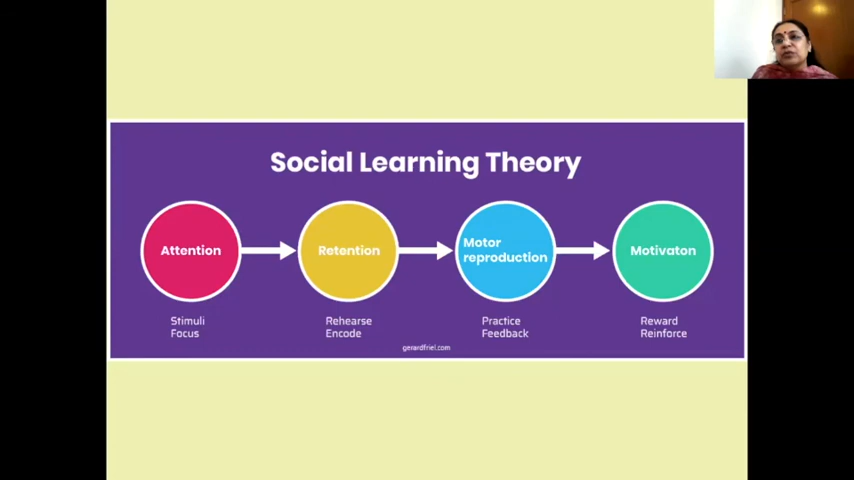 Social Learning Theory
Attention
Retention
Motor
reproduction
Motivaton
Stimuli
Focus
Rehearse
Encode
Practice
Feedback
Reward
Reinforce
gerardfriel.com